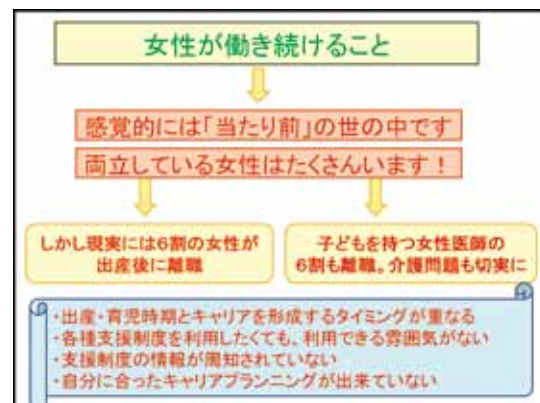 女性が働き続けること
感覚的には「当たり前」の世の中です
両立している女性はたくさんいます！
しかし現実には6割の女性が
出産後に離職
子どもを持つ女性医師の
6割も離職。介護問題も切実に
・出産・育児時期とキャリアを形成するタイミングが重なる
・各種支援制度を利用したくても、利用できる雰囲気がない
・支援制度の情報が周知されていない
・自分に合ったキャリアプランニングが出来ていない